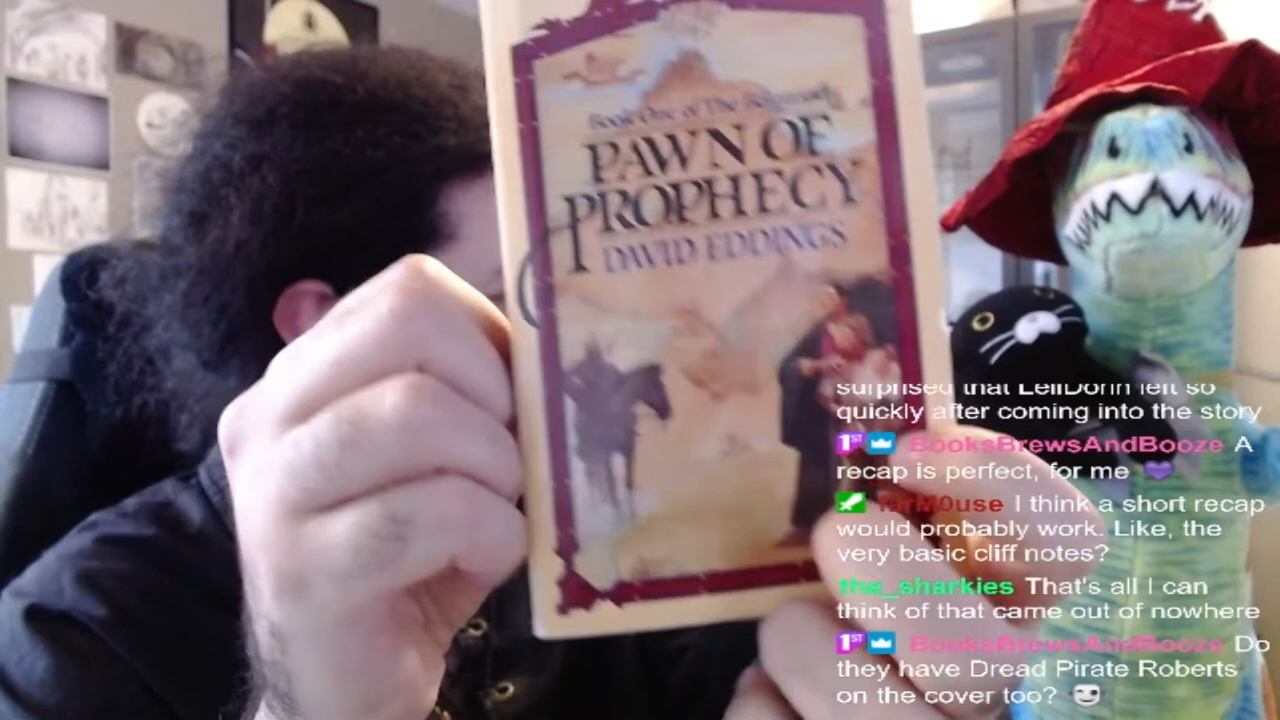 Book One of The Belgariad
PAWN OF
PROPHECY
DAVID EDDINGS
surprised that LellDorin left so
quickly after coming into the story
1ST BooksBrewsAndBooze A
recap is perfect, for me
I think a short recap
would probably work. Like, the
very basic cliff notes?
the_sharkies That's all I can
think of that came out of nowhere
1ST BooksBrewsAndBooze Do
they have Dread Pirate Roberts
on the cover too?